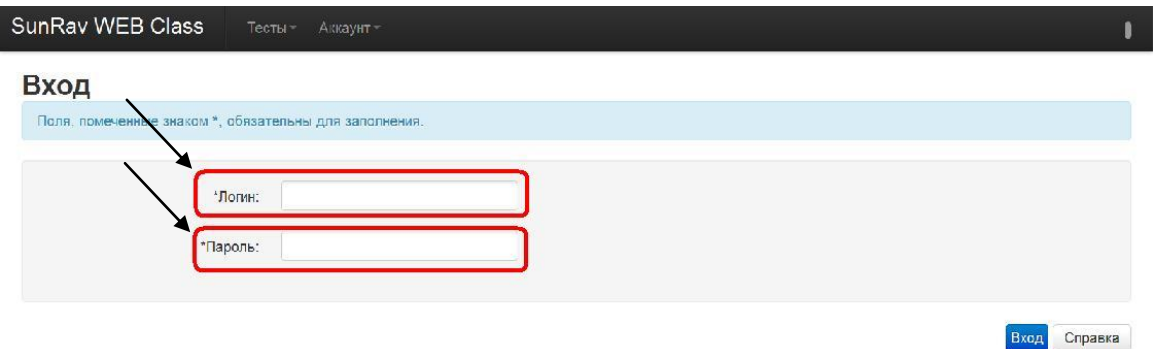 SunRav WEB Class Тесты Аккаунт
Вход
Поля, помеченные знаком *, обязательны для заполнения.
*Логин:
*Пароль:
Вход Справка